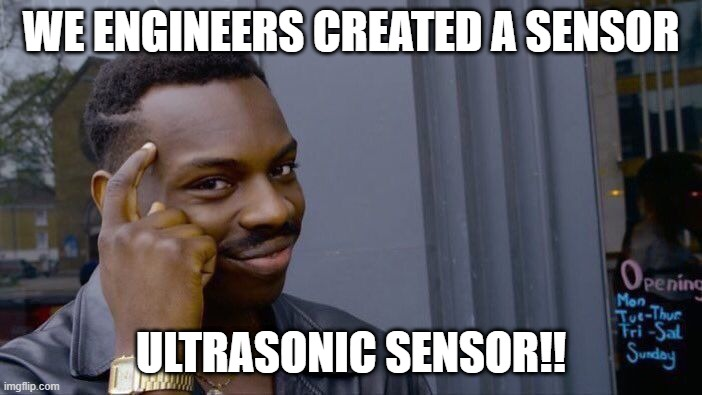 WE ENGINEERS CREATED A SENSOR
Opening
Mon
Tue-Thur
Fri-Sat
Sunday
ULTRASONIC SENSOR!!
imgflip.com